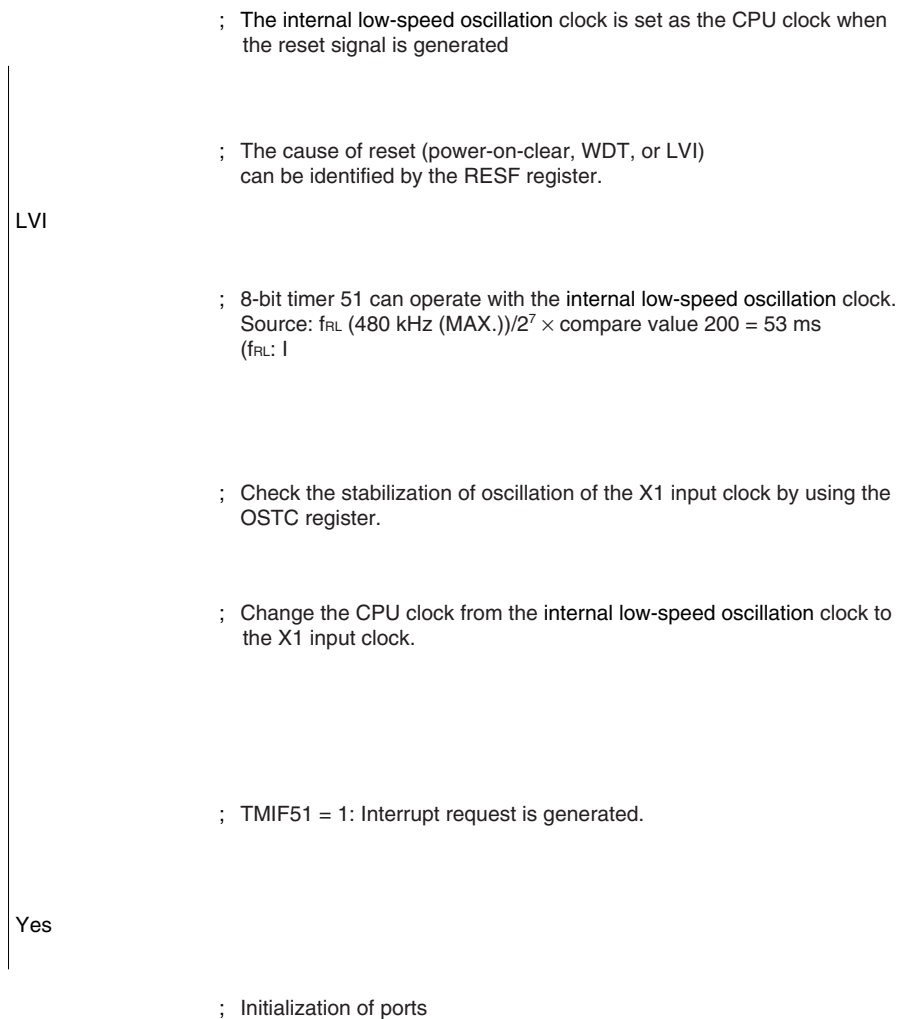 ; The internal low-speed oscillation clock is set as the CPU clock when
the reset signal is generated
; The cause of reset (power-on-clear, WDT, or LVI)
can be identified by the RESF register.
LVI
; 8-bit timer 51 can operate with the internal low-speed oscillation clock.
Source: fRL (480 kHz (MAX.))/2⁷ × compare value 200 = 53 ms
(fRL: I
; Check the stabilization of oscillation of the X1 input clock by using the
OSTC register.
; Change the CPU clock from the internal low-speed oscillation clock to
the X1 input clock.
; TMIF51 = 1: Interrupt request is generated.
Yes
; Initialization of ports